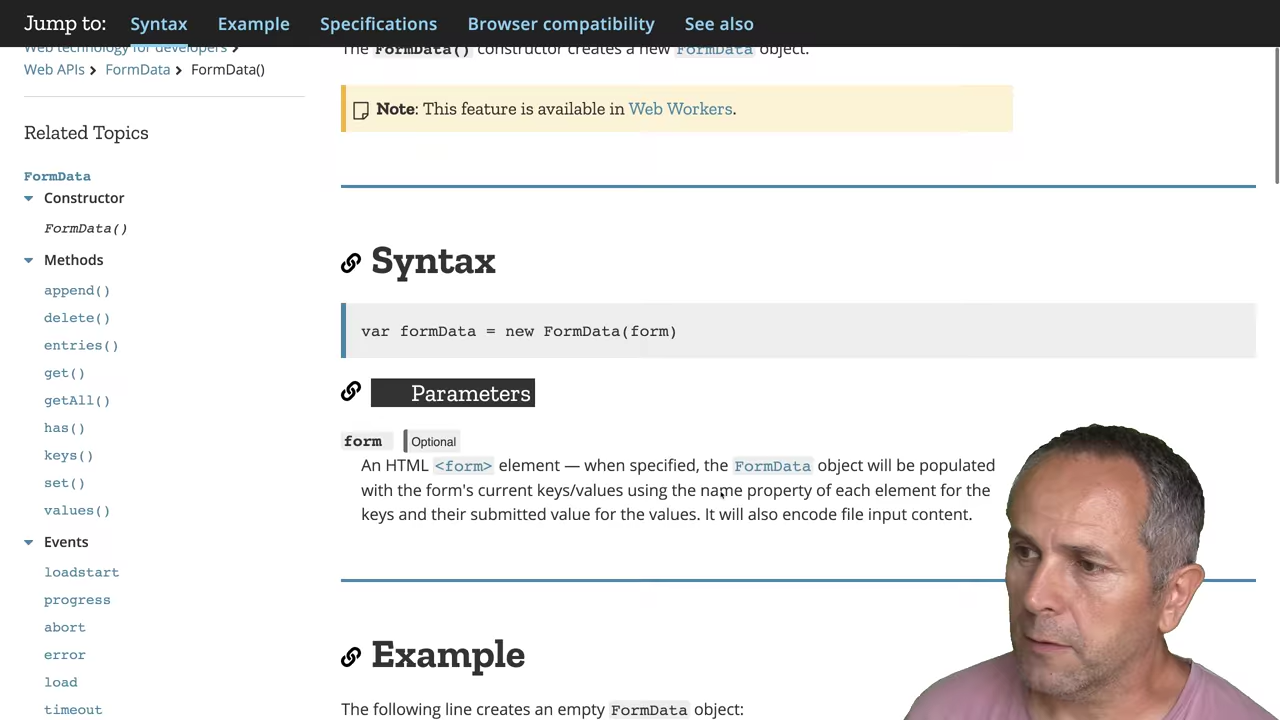 Jump to: Syntax Example Specifications Browser compatibility See also
Web technology for developers
Web APIs FormData FormData()
Related Topics
FormData
Constructor
FormData()
Methods
append()
delete()
entries()
get()
getAll()
has()
keys()
set()
values()
Events
loadstart
progress
abort
error
load
timeout
The FormData() constructor creates a new FormData object.
Note: This feature is available in Web Workers.
Syntax
var formData = new FormData(form)
Parameters
form Optional
An HTML <form> element — when specified, the FormData object will be populated
with the form's current keys/values using the name property of each element for the
keys and their submitted value for the values. It will also encode file input content.
Example
The following line creates an empty FormData object: